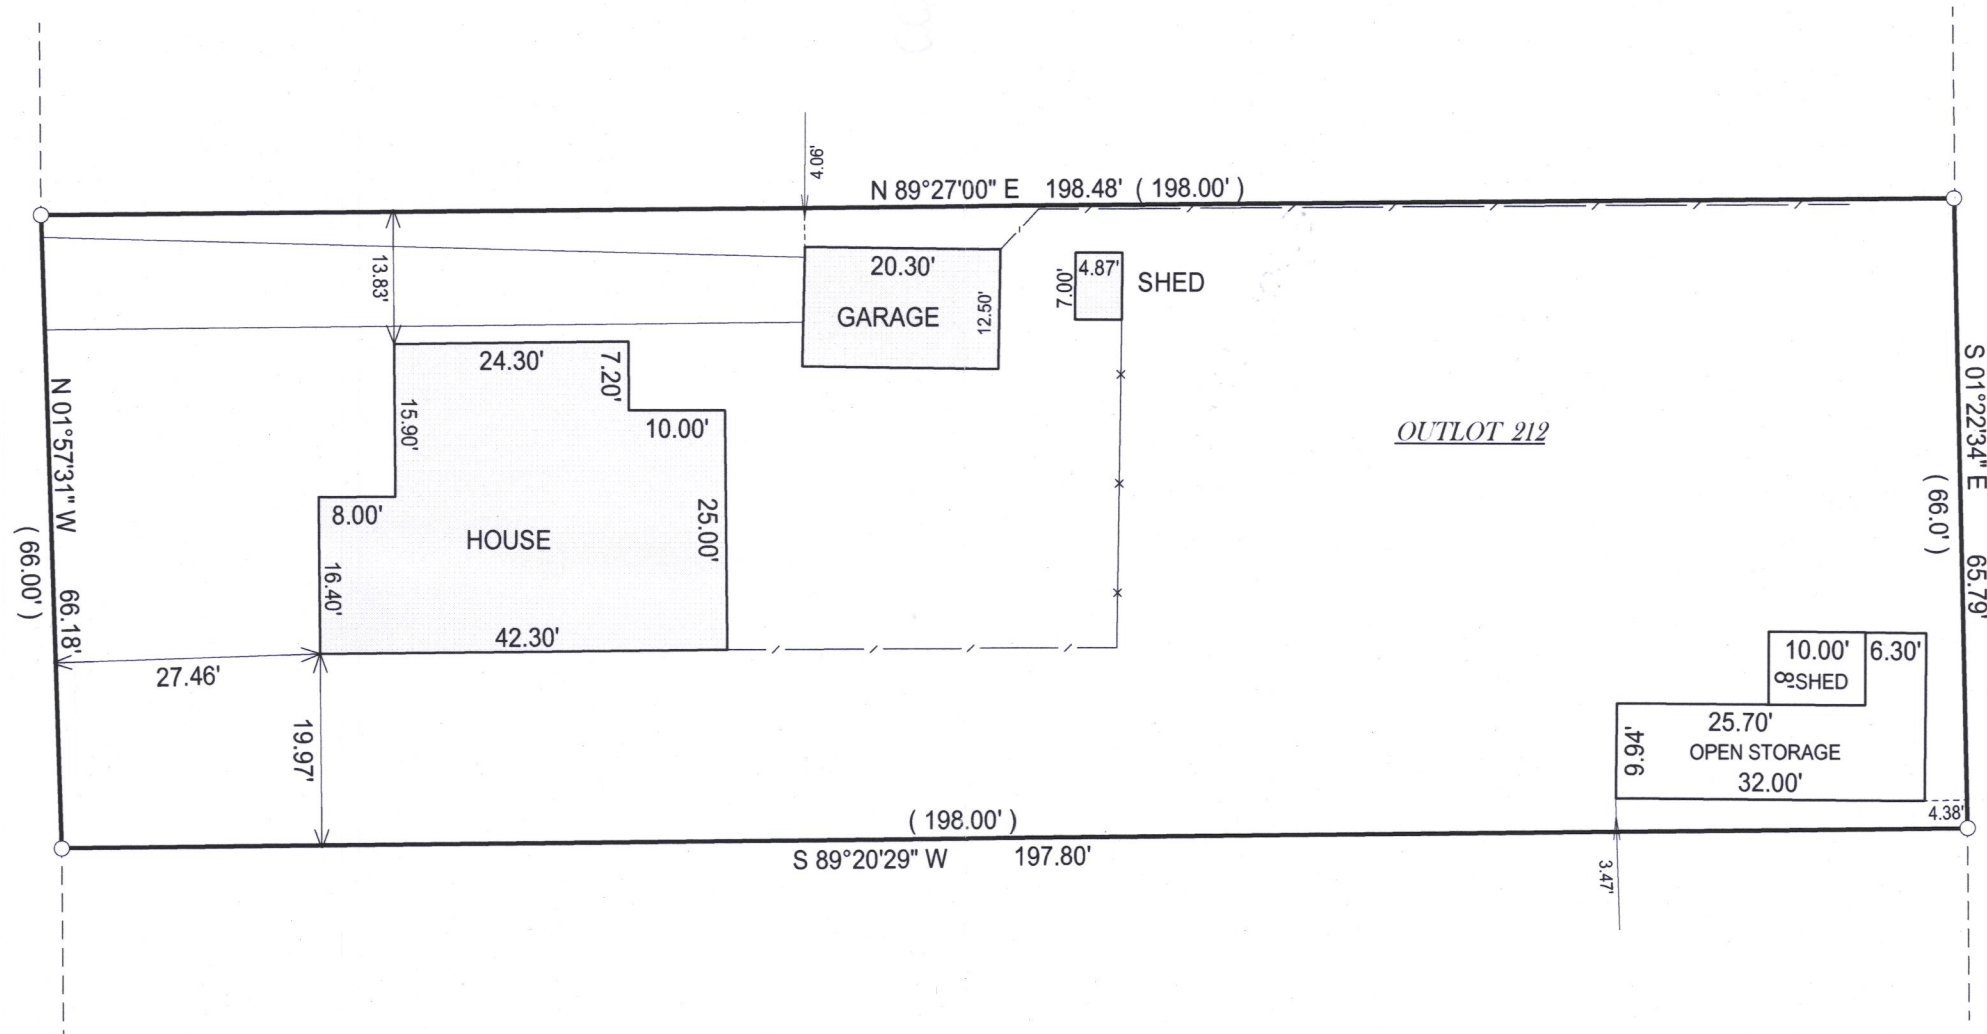 4.06'
N 89°27'00" E 198.48' ( 198.00' )
13.83'
20.30'
GARAGE
12.50'
4.87'
7.00'
SHED
24.30'
7.20'
10.00'
15.90'
8.00'
HOUSE
25.00'
16.40'
42.30'
OUTLOT 212
N 01°57'31" W 66.18'
( 66.00' )
S 01°22'34" E 65.79'
( 66.0' )
27.46'
19.97'
10.00'
6.30'
8'
SHED
25.70'
9.94'
OPEN STORAGE
32.00'
4.38'
3.47'
( 198.00' )
S 89°20'29" W 197.80'